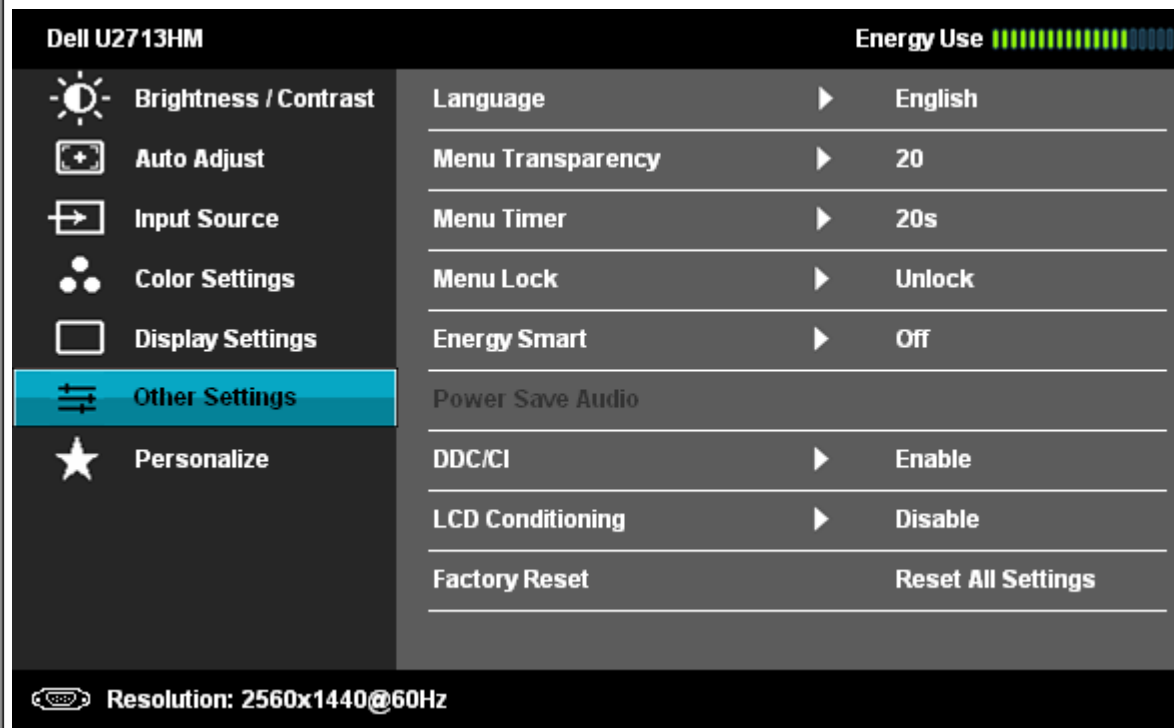 Dell U2713HM Energy Use
Brightness / Contrast Language English
Auto Adjust Menu Transparency 20
Input Source Menu Timer 20s
Color Settings Menu Lock Unlock
Display Settings Energy Smart Off
Other Settings Power Save Audio
Personalize DDC/CI Enable
LCD Conditioning Disable
Factory Reset Reset All Settings
Resolution: 2560x1440@60Hz